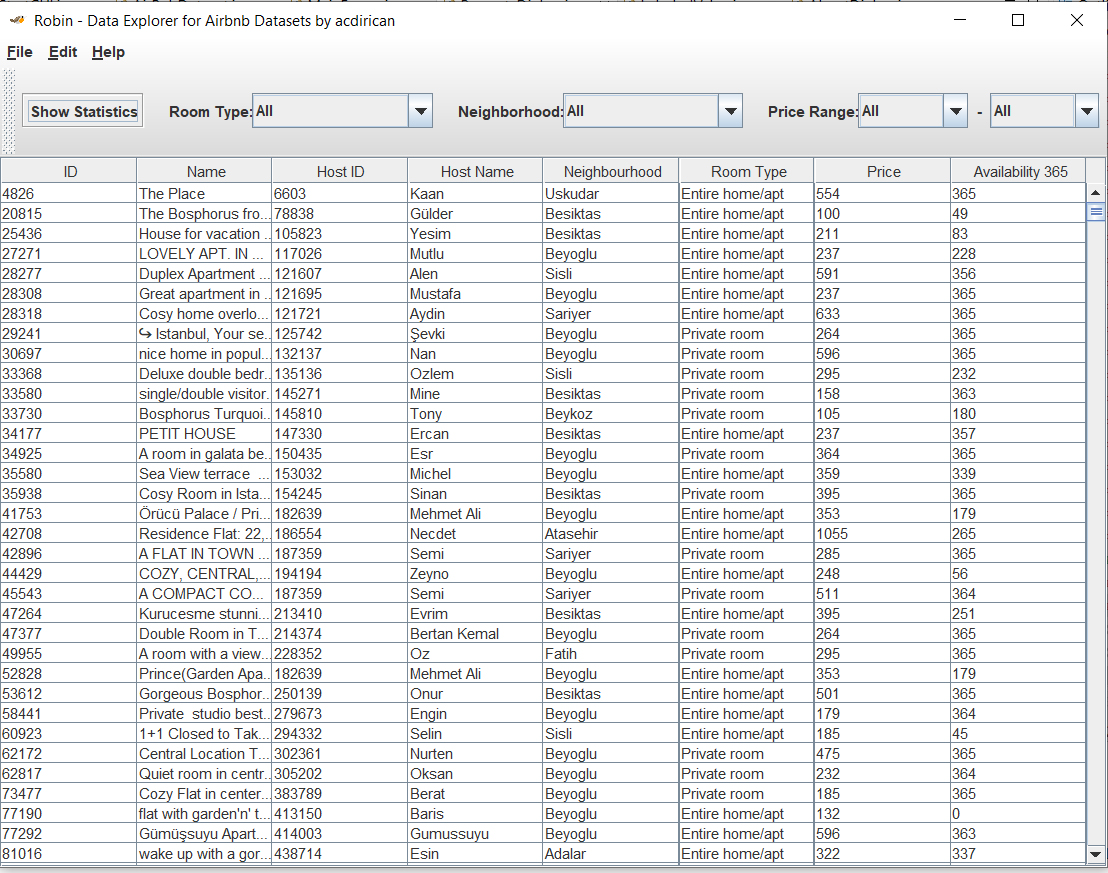 Robin - Data Explorer for Airbnb Datasets by acdirican
File Edit Help
Show Statistics Room Type: All Neighborhood: All Price Range: All - All
ID Name Host ID Host Name Neighbourhood Room Type Price Availability 365
4826 The Place 6603 Kaan Uskudar Entire home/apt 554 365
20815 The Bosphorus fro... 78838 Gülder Besiktas Entire home/apt 100 49
25436 House for vacation ... 105823 Yesim Besiktas Entire home/apt 211 83
27271 LOVELY APT. IN ... 117026 Mutlu Beyoglu Entire home/apt 237 228
28277 Duplex Apartment ... 121607 Alen Sisli Entire home/apt 591 356
28308 Great apartment in ... 121695 Mustafa Beyoglu Entire home/apt 237 365
28318 Cosy home overlo... 121721 Aydin Sariyer Entire home/apt 633 365
29241 ↪ Istanbul, Your se... 125742 Şevki Beyoglu Private room 264 365
30697 nice home in popul... 132137 Nan Beyoglu Private room 596 365
33368 Deluxe double bedr... 135136 Ozlem Sisli Private room 295 232
33580 single/double visitor... 145271 Mine Besiktas Private room 158 363
33730 Bosphorus Turquoi... 145810 Tony Beykoz Private room 105 180
34177 PETIT HOUSE 147330 Ercan Besiktas Entire home/apt 237 357
34925 A room in galata be... 150435 Esr Beyoglu Private room 364 365
35580 Sea View terrace ... 153032 Michel Beyoglu Entire home/apt 359 339
35938 Cosy Room in Ista... 154245 Sinan Besiktas Private room 395 365
41753 Örücü Palace / Pri... 182639 Mehmet Ali Beyoglu Entire home/apt 353 179
42708 Residence Flat: 22,... 186554 Necdet Atasehir Entire home/apt 1055 265
42896 A FLAT IN TOWN ... 187359 Semi Sariyer Private room 285 365
44429 COZY, CENTRAL,... 194194 Zeyno Beyoglu Entire home/apt 248 56
45543 A COMPACT CO... 187359 Semi Sariyer Private room 511 364
47264 Kurucesme stunni... 213410 Evrim Besiktas Entire home/apt 395 251
47377 Double Room in T... 214374 Bertan Kemal Beyoglu Private room 264 365
49955 A room with a view... 228352 Oz Fatih Private room 295 365
52828 Prince(Garden Apa... 182639 Mehmet Ali Beyoglu Entire home/apt 353 179
53612 Gorgeous Bosphor... 250139 Onur Besiktas Entire home/apt 501 365
58441 Private studio best... 279673 Engin Beyoglu Entire home/apt 179 364
60923 1+1 Closed to Tak... 294332 Selin Sisli Entire home/apt 185 45
62172 Central Location T... 302361 Nurten Beyoglu Private room 475 365
62817 Quiet room in centr... 305202 Oksan Beyoglu Private room 232 364
73477 Cozy Flat in center... 383789 Berat Beyoglu Private room 185 365
77190 flat with garden'n' t... 413150 Baris Beyoglu Entire home/apt 132 0
77292 Gümüşsuyu Apart... 414003 Gumussuyu Beyoglu Entire home/apt 596 363
81016 wake up with a gor... 438714 Esin Adalar Entire home/apt 322 337